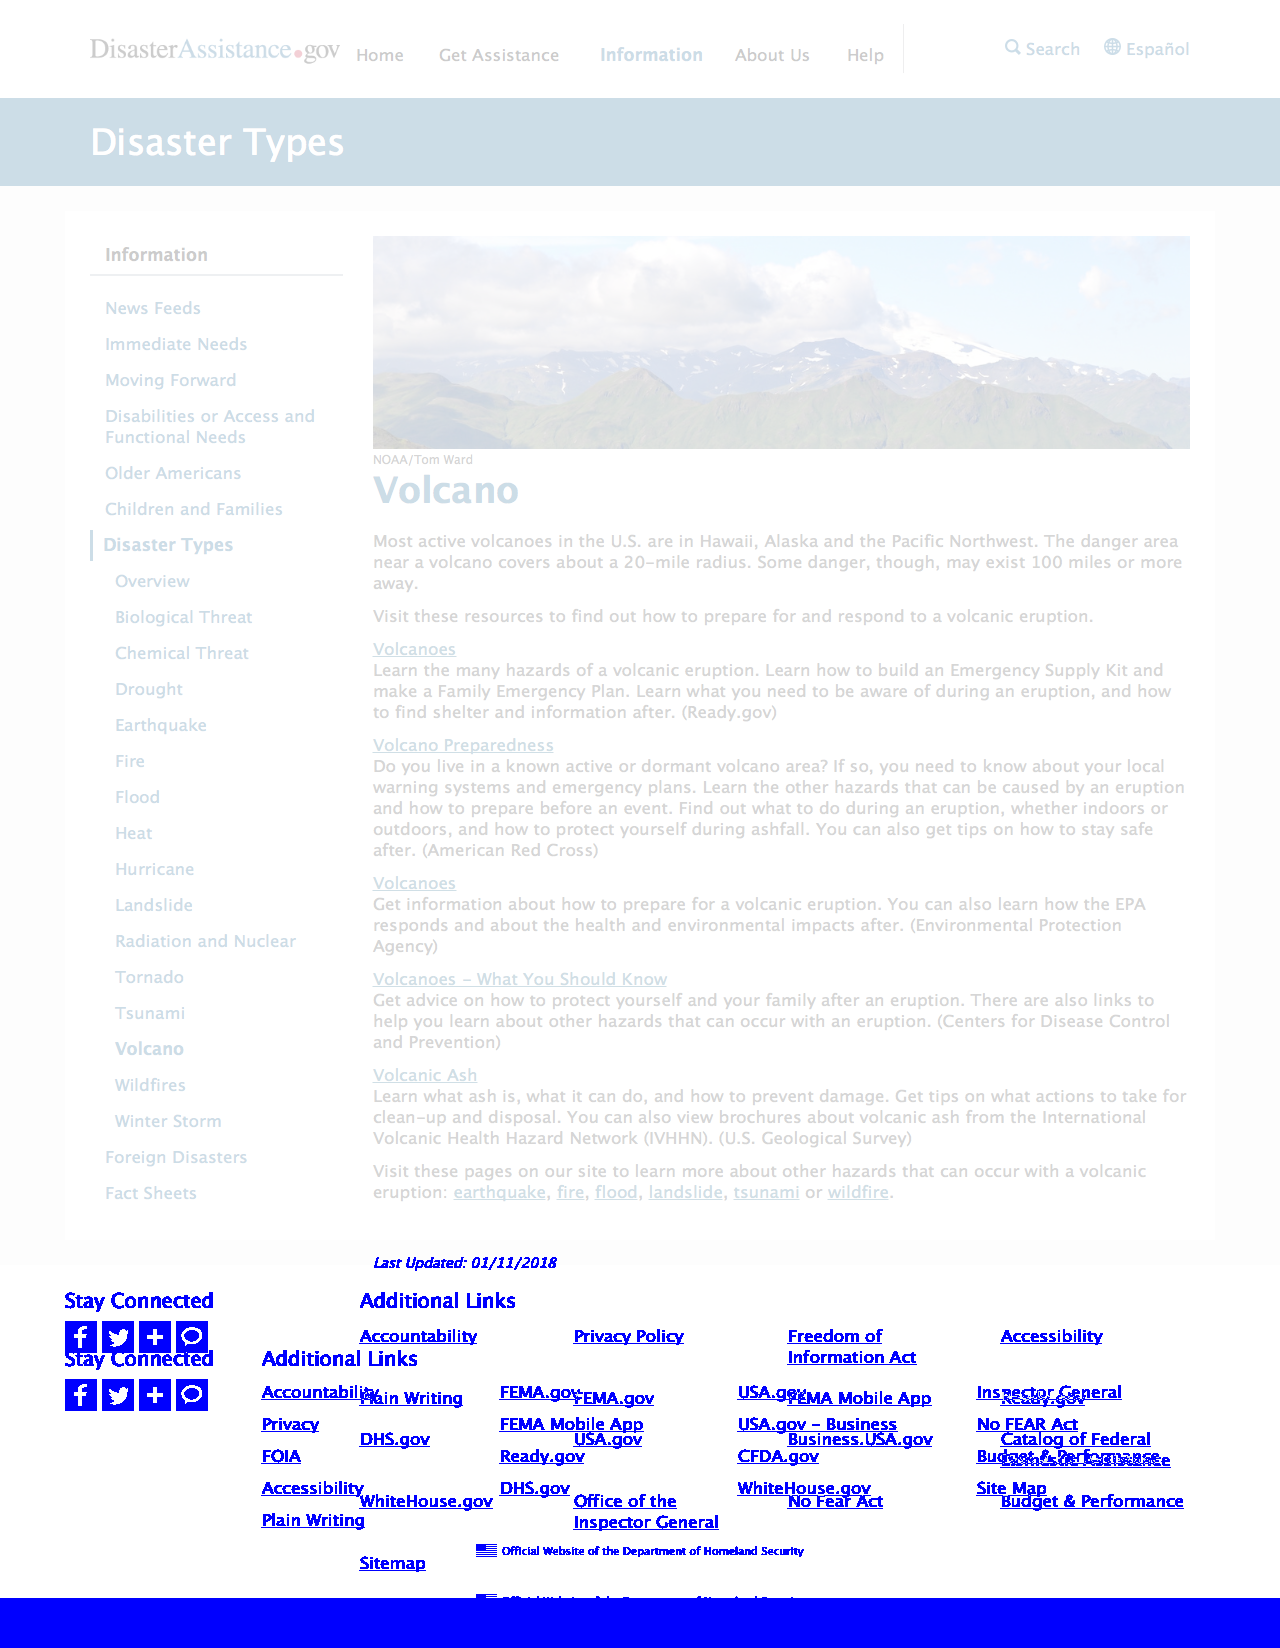 DisasterAssistance.gov Home Get Assistance Information About Us Help Search Español
Disaster Types
Information
News Feeds
Immediate Needs
Moving Forward
Disabilities or Access and
Functional Needs
Older Americans
Children and Families
Disaster Types
Overview
Biological Threat
Chemical Threat
Drought
Earthquake
Fire
Flood
Heat
Hurricane
Landslide
Radiation and Nuclear
Tornado
Tsunami
Volcano
Wildfires
Winter Storm
Foreign Disasters
Fact Sheets
NOAA/Tom Ward
Volcano
Most active volcanoes in the U.S. are in Hawaii, Alaska and the Pacific Northwest. The danger area
near a volcano covers about a 20-mile radius. Some danger, though, may exist 100 miles or more
away.
Visit these resources to find out how to prepare for and respond to a volcanic eruption.
Volcanoes
Learn the many hazards of a volcanic eruption. Learn how to build an Emergency Supply Kit and
make a Family Emergency Plan. Learn what you need to be aware of during an eruption, and how
to find shelter and information after. (Ready.gov)
Volcano Preparedness
Do you live in a known active or dormant volcano area? If so, you need to know about your local
warning systems and emergency plans. Learn the other hazards that can be caused by an eruption
and how to prepare before an event. Find out what to do during an eruption, whether indoors or
outdoors, and how to protect yourself during ashfall. You can also get tips on how to stay safe
after. (American Red Cross)
Volcanoes
Get information about how to prepare for a volcanic eruption. You can also learn how the EPA
responds and about the health and environmental impacts after. (Environmental Protection
Agency)
Volcanoes - What You Should Know
Get advice on how to protect yourself and your family after an eruption. There are also links to
help you learn about other hazards that can occur with an eruption. (Centers for Disease Control
and Prevention)
Volcanic Ash
Learn what ash is, what it can do, and how to prevent damage. Get tips on what actions to take for
clean-up and disposal. You can also view brochures about volcanic ash from the International
Volcanic Health Hazard Network (IVHHN). (U.S. Geological Survey)
Visit these pages on our site to learn more about other hazards that can occur with a volcanic
eruption: earthquake, fire, flood, landslide, tsunami or wildfire.
Last Updated: 01/11/2018
Stay Connected Additional Links
Accountability Privacy Policy Freedom of Accessibility
Information Act
Stay Connected Additional Links
Accountability FEMA.gov USA.gov Inspector General
Plain Writing FEMA.gov FEMA Mobile App Ready.gov
Privacy FEMA Mobile App USA.gov - Business No FEAR Act
DHS.gov USA.gov Business.USA.gov Catalog of Federal
FOIA Ready.gov CFDA.gov Budget & Performance
Domestic Assistance
Accessibility DHS.gov WhiteHouse.gov Site Map
WhiteHouse.gov Office of the No Fear Act Budget & Performance
Plain Writing Inspector General
Official Website of the Department of Homeland Security
Sitemap